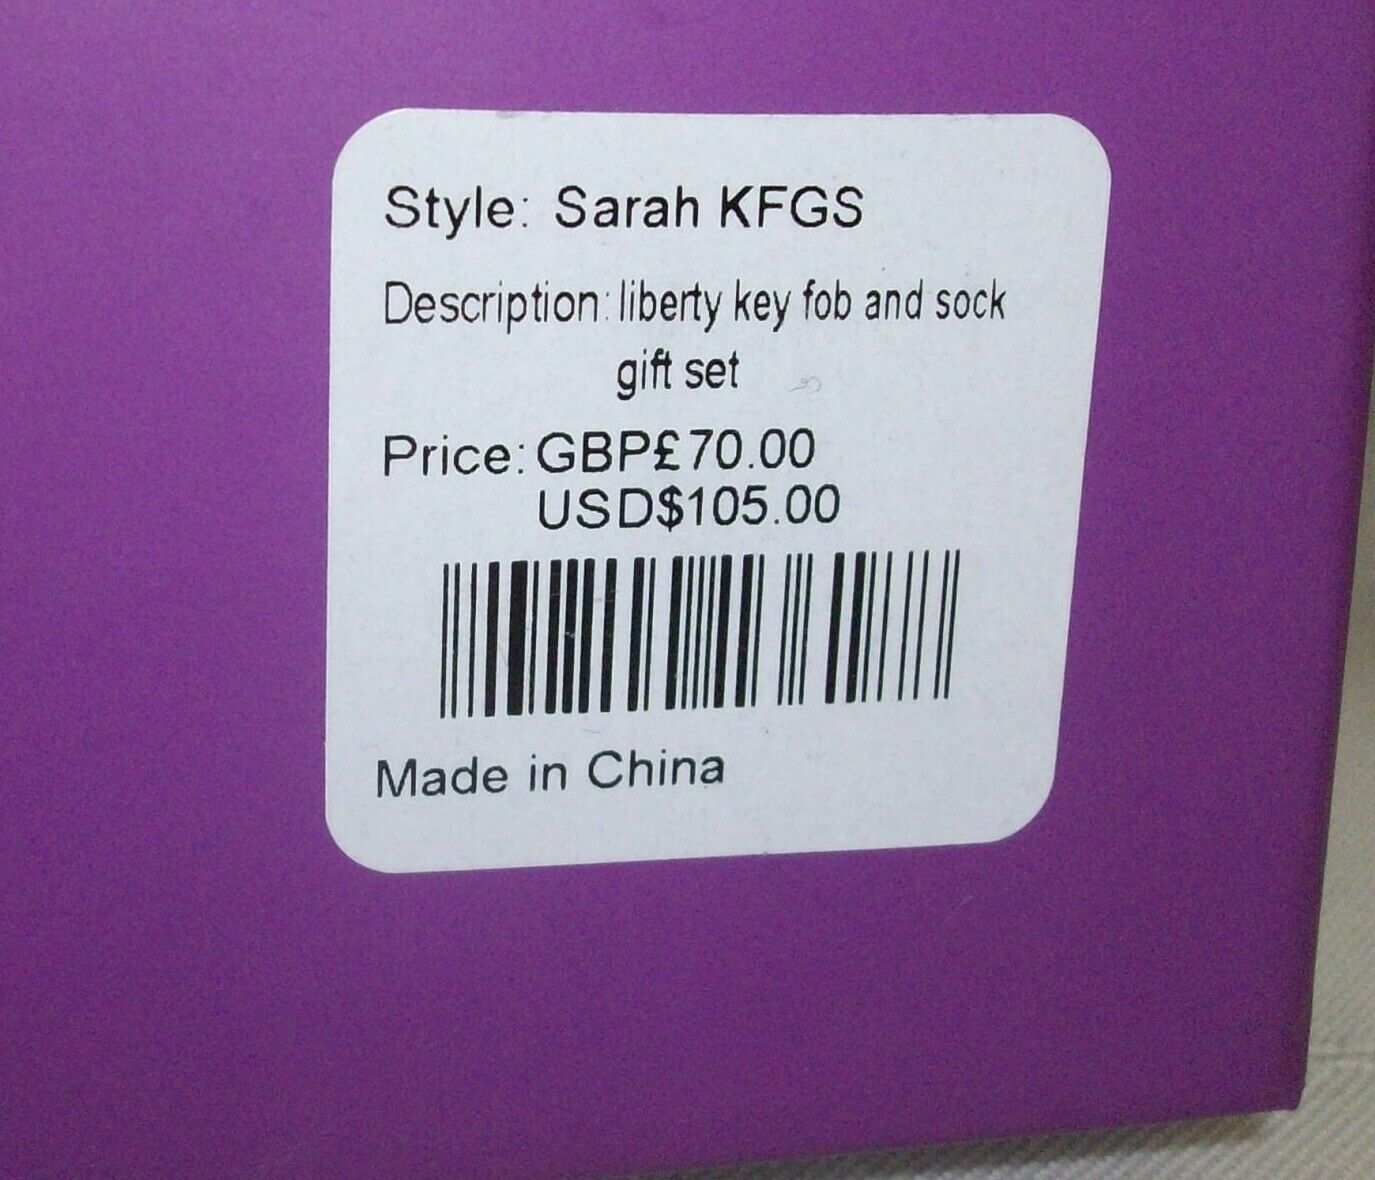 Style: Sarah KFGS
Description: liberty key fob and sock
gift set
Price: GBP£70.00
USD$105.00
Made in China